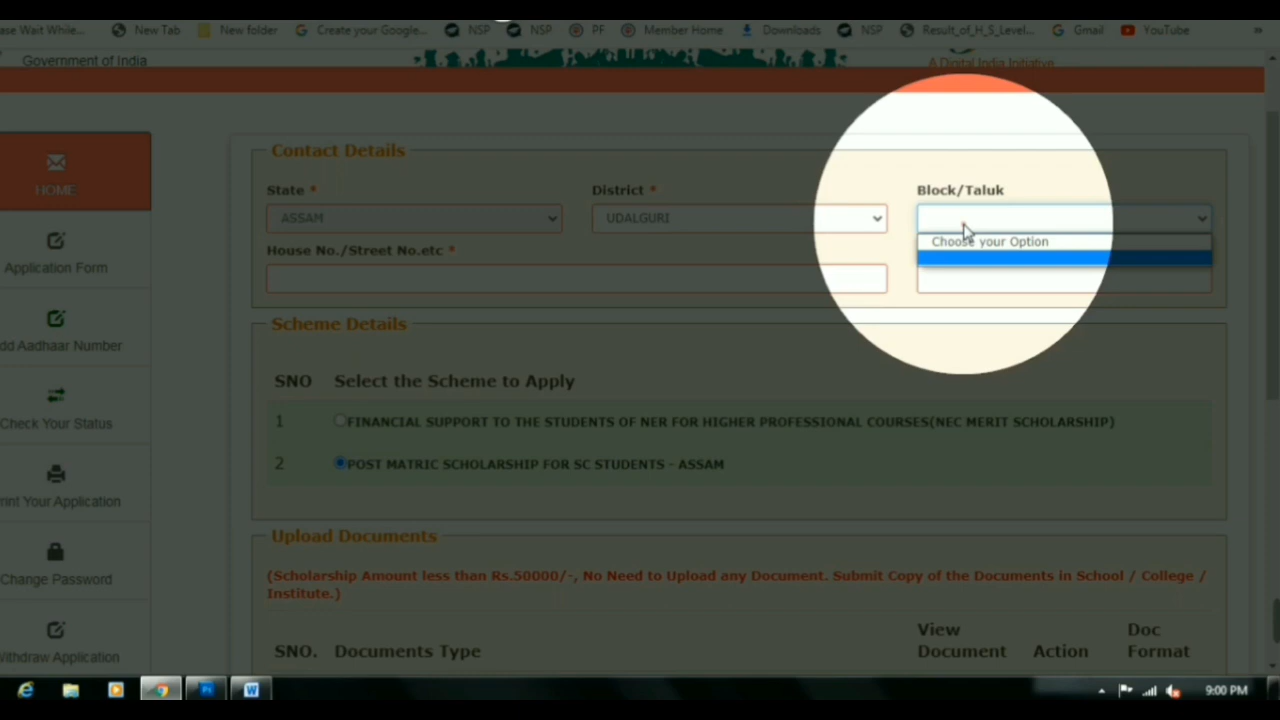 ase Wait While... New Tab New folder Create your Google... NSP NSP PF Member Home Downloads NSP Result_of_H_S_Level... Gmail YouTube »
Government of India
A Digital India Initiative
HOME
Application Form
dd Aadhaar Number
Check Your Status
rint Your Application
Change Password
Withdraw Application
Contact Details
State * District * Block/Taluk
ASSAM UDALGURI
House No./Street No.etc *
Choose your Option
Scheme Details
SNO Select the Scheme to Apply
1 FINANCIAL SUPPORT TO THE STUDENTS OF NER FOR HIGHER PROFESSIONAL COURSES(NEC MERIT SCHOLARSHIP)
2 POST MATRIC SCHOLARSHIP FOR SC STUDENTS - ASSAM
Upload Documents
(Scholarship Amount less than Rs.50000/-, No Need to Upload any Document. Submit Copy of the Documents in School / College /
Institute.)
SNO. Documents Type View Document Action Doc Format
9:00 PM